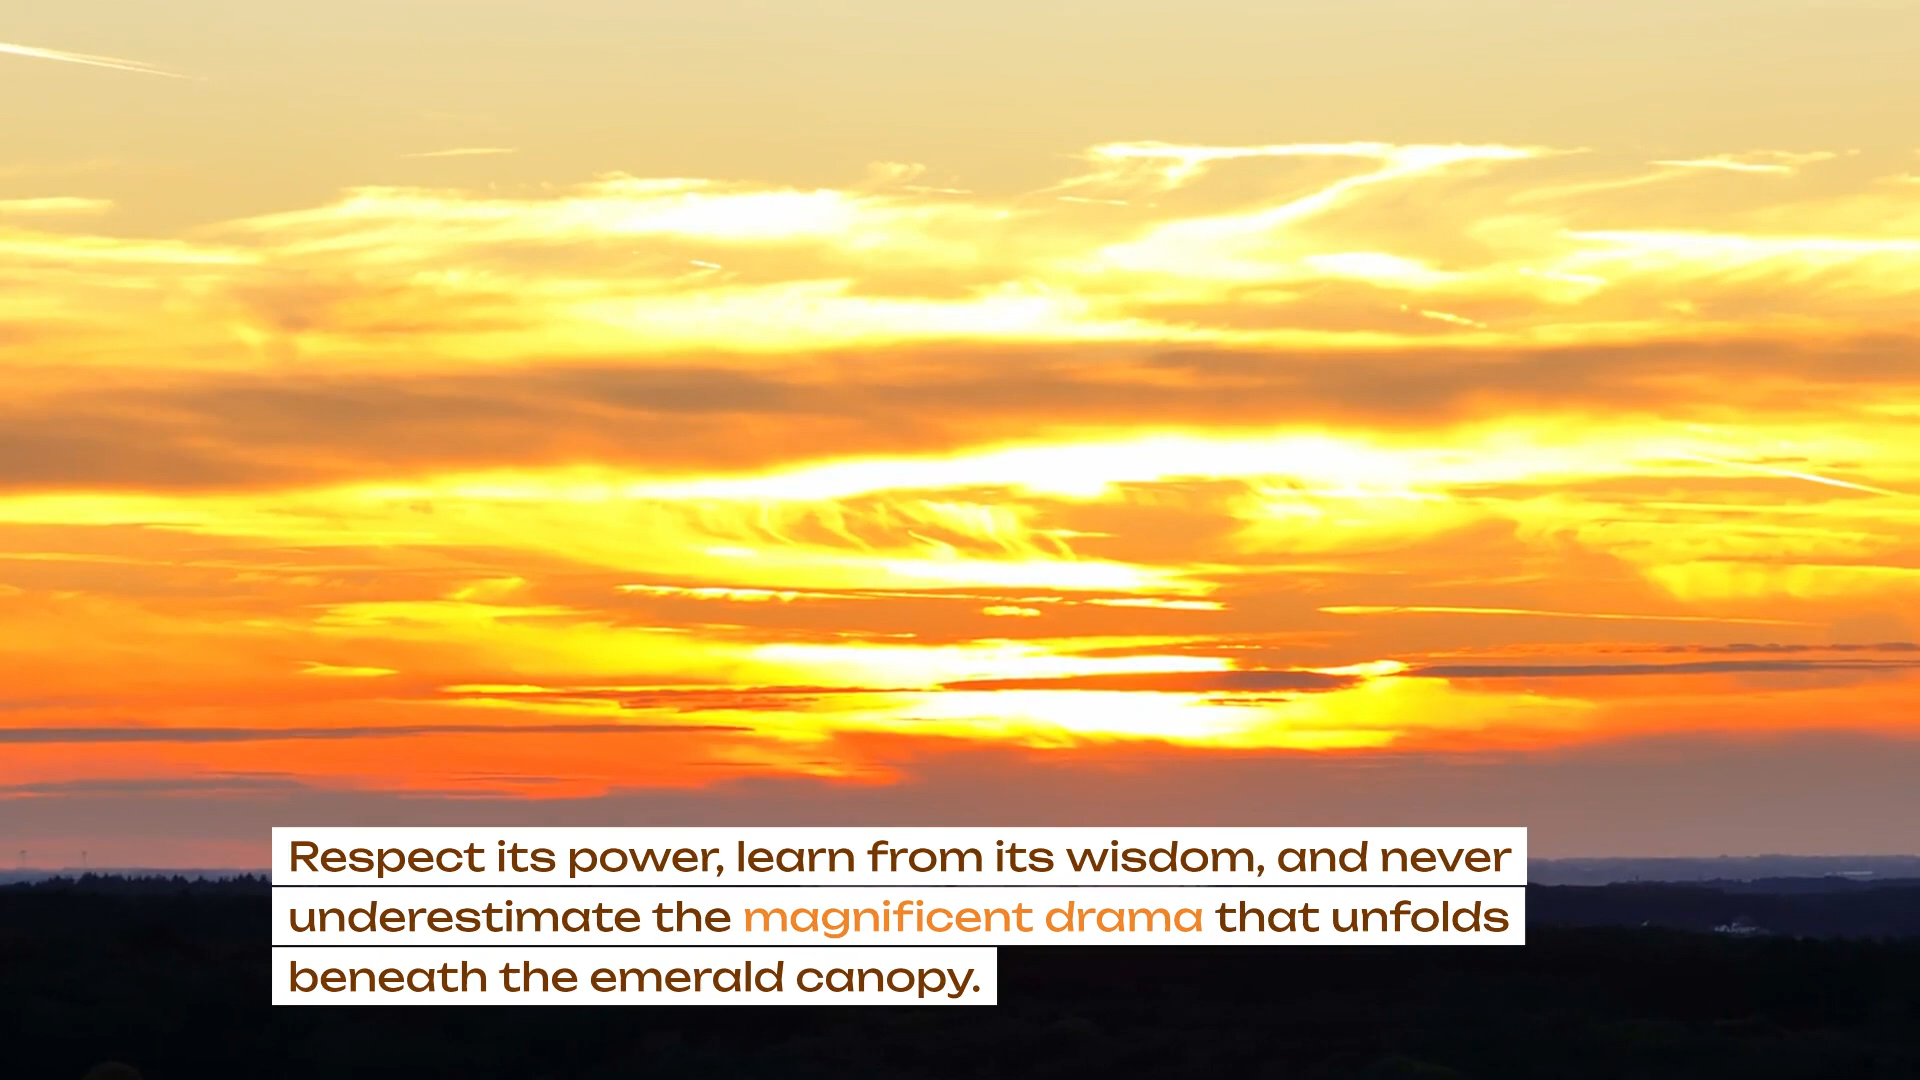 Respect its power, learn from its wisdom, and never
underestimate the magnificent drama that unfolds
beneath the emerald canopy.